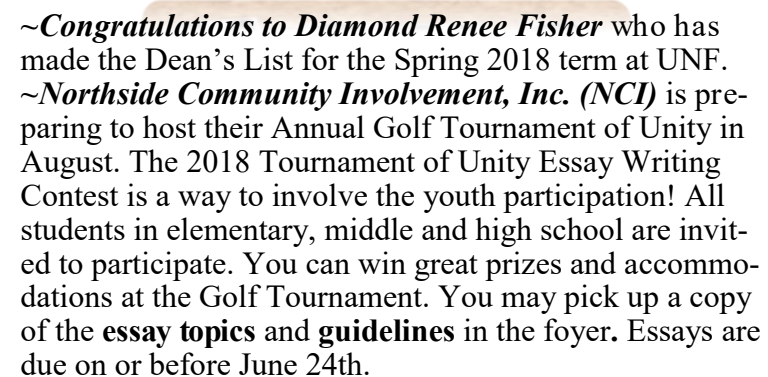 ~Congratulations to Diamond Renee Fisher who has
made the Dean’s List for the Spring 2018 term at UNF.
~Northside Community Involvement, Inc. (NCI) is pre-
paring to host their Annual Golf Tournament of Unity in
August. The 2018 Tournament of Unity Essay Writing
Contest is a way to involve the youth participation! All
students in elementary, middle and high school are invit-
ed to participate. You can win great prizes and accommo-
dations at the Golf Tournament. You may pick up a copy
of the essay topics and guidelines in the foyer. Essays are
due on or before June 24th.